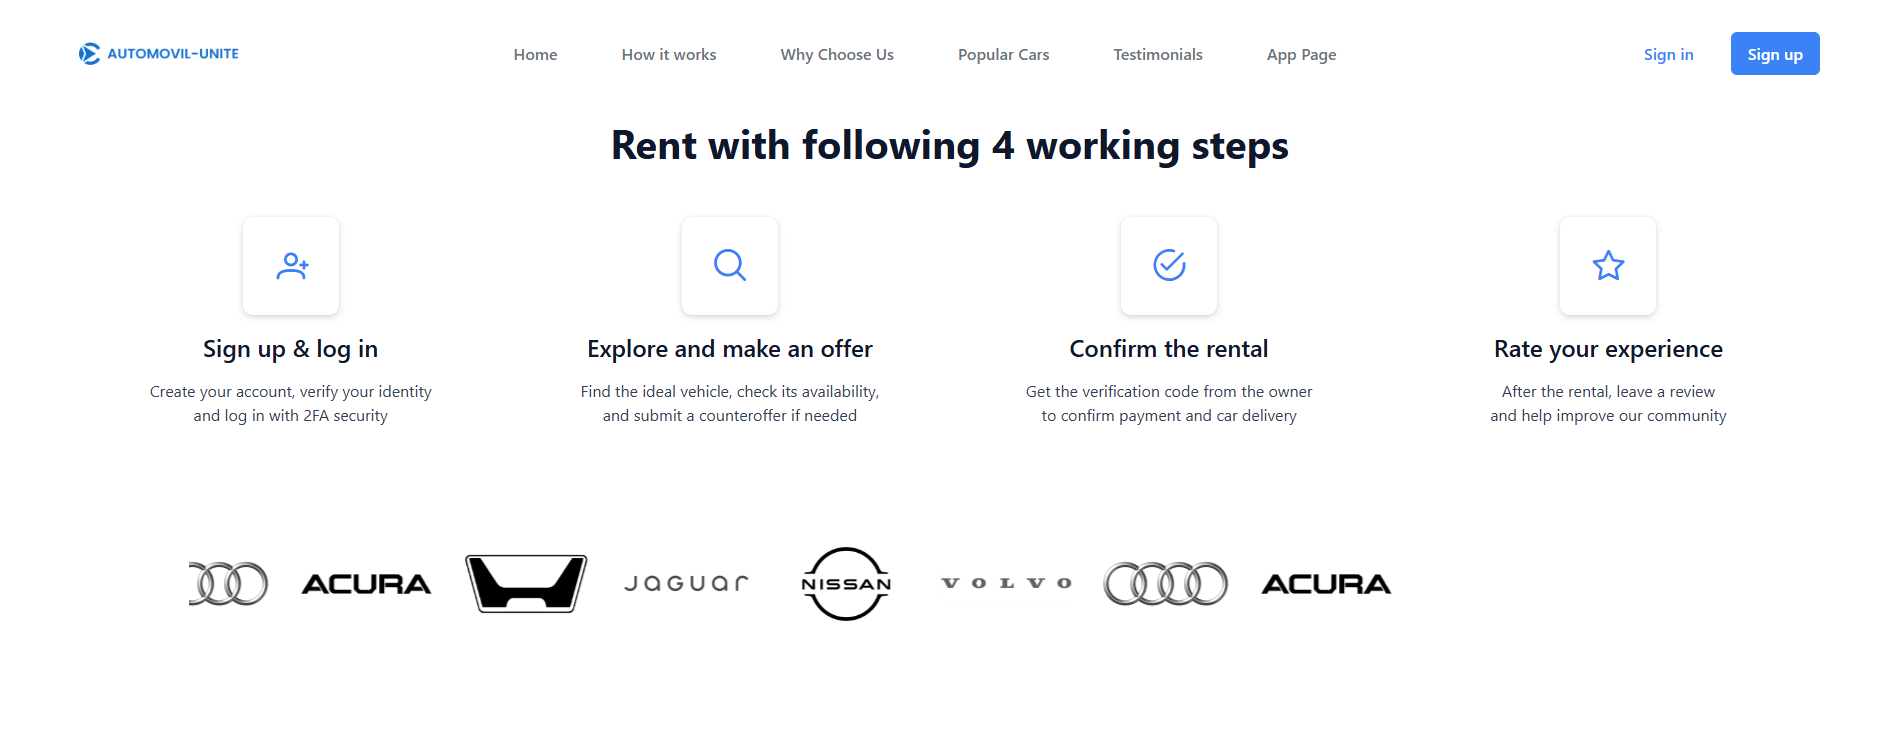 AUTOMOVIL-UNITE
Home
How it works
Why Choose Us
Popular Cars
Testimonials
App Page
Sign in
Sign up
Rent with following 4 working steps
Sign up & log in
Create your account, verify your identity
and log in with 2FA security
Explore and make an offer
Find the ideal vehicle, check its availability,
and submit a counteroffer if needed
Confirm the rental
Get the verification code from the owner
to confirm payment and car delivery
Rate your experience
After the rental, leave a review
and help improve our community
ACURA
JAGUAR
NISSAN
VOLVO
ACURA